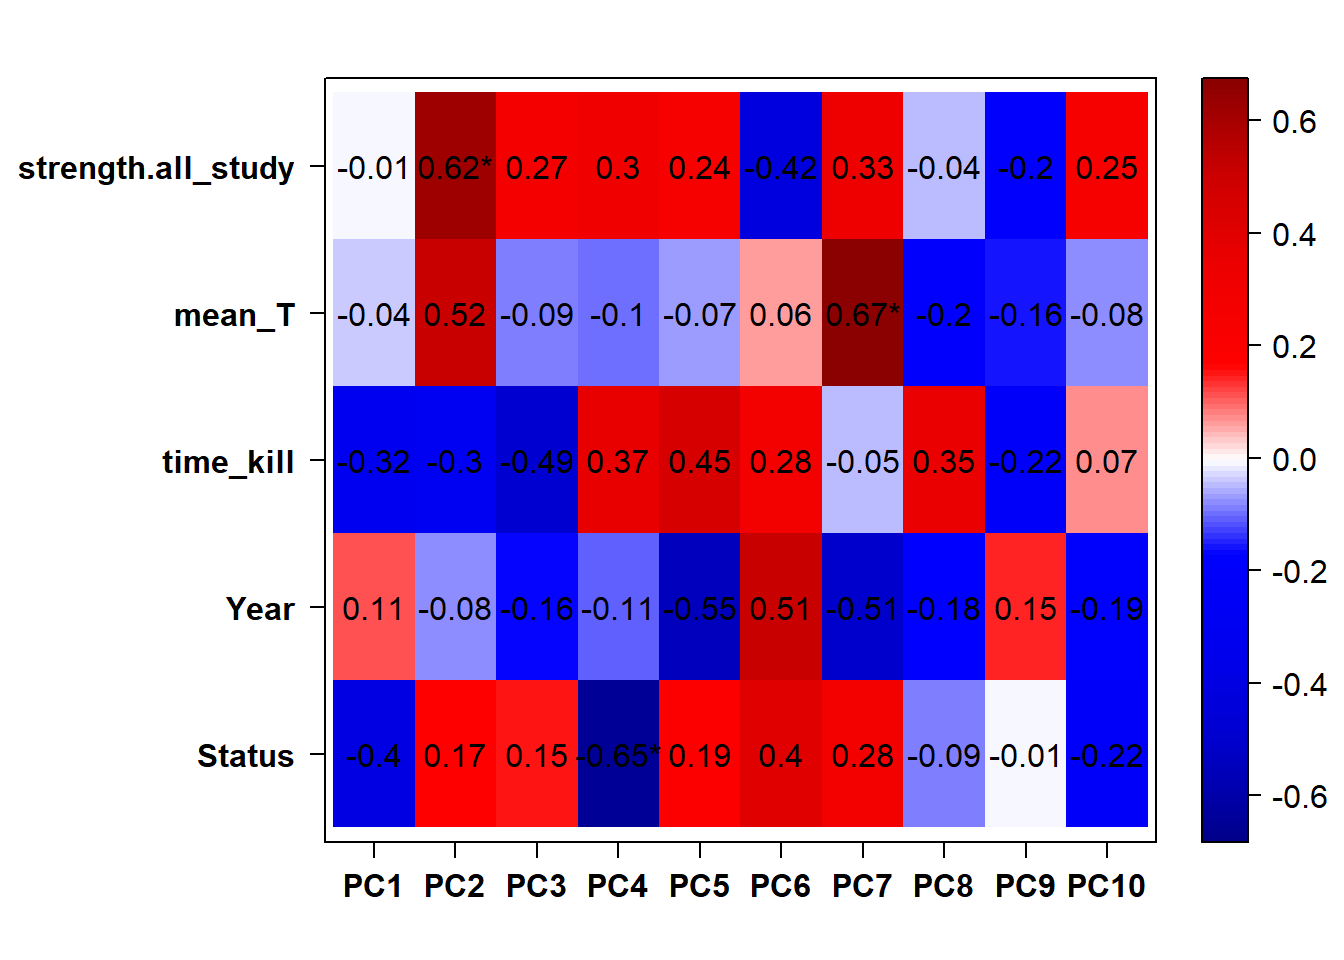 strength.all_study -0.01 0.62* 0.27 0.3 0.24 -0.42 0.33 -0.04 -0.2 0.25
mean_T -0.04 0.52 -0.09 -0.1 -0.07 0.06 0.67* -0.2 -0.16 -0.08
time_kill -0.32 -0.3 -0.49 0.37 0.45 0.28 -0.05 0.35 -0.22 0.07
Year 0.11 -0.08 -0.16 -0.11 -0.55 0.51 -0.51 -0.18 0.15 -0.19
Status -0.4 0.17 0.15 -0.65* 0.19 0.4 0.28 -0.09 -0.01 -0.22
PC1 PC2 PC3 PC4 PC5 PC6 PC7 PC8 PC9 PC10
0.6
0.4
0.2
0.0
-0.2
-0.4
-0.6